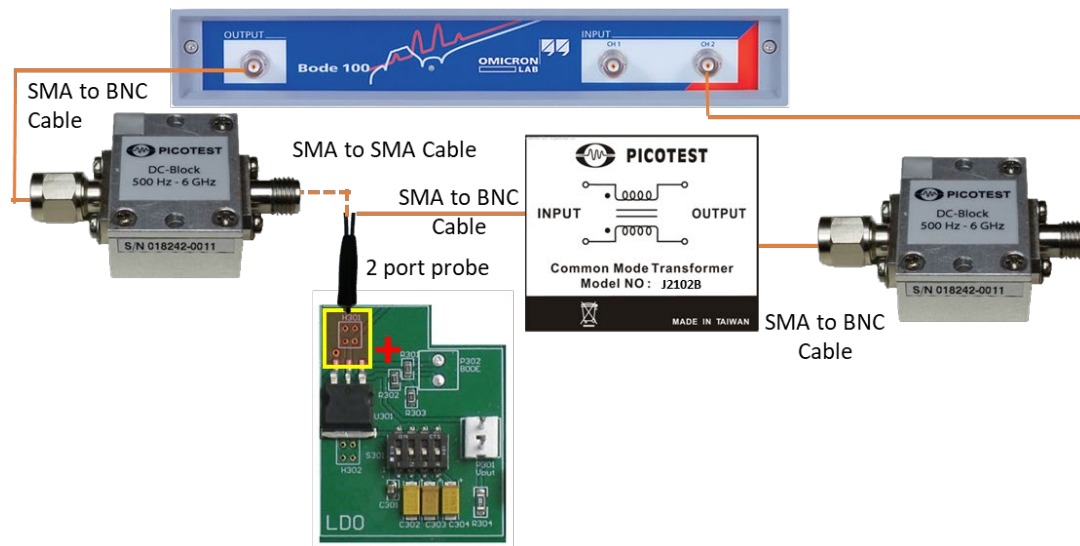 OUTPUT
Bode 100
®
OMICRON
LAB
INPUT
CH 1
CH 2
SMA to BNC
Cable
PICOTEST
DC-Block
500 Hz - 6 GHz
S/N 018242-0011
SMA to SMA Cable
SMA to BNC
Cable
2 port probe
PICOTEST
INPUT
OUTPUT
Common Mode Transformer
Model NO : J2102B
MADE IN TAIWAN
SMA to BNC
Cable
PICOTEST
DC-Block
500 Hz - 6 GHz
S/N 018242-0011
H301
+
R301
P302
BODE
R302
R303
U301
H302
S301
P301
Vout
C301
C302
C303
C304
R304
LDO